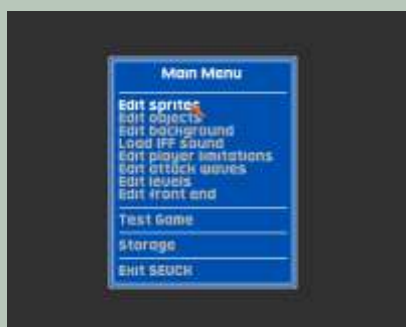 Main Menu
Edit sprites
Edit objects
Edit background
Load IFF sound
Edit player limitations
Edit attack waves
Edit levels
Edit front end
Test Game
Storage
Exit SEUCK